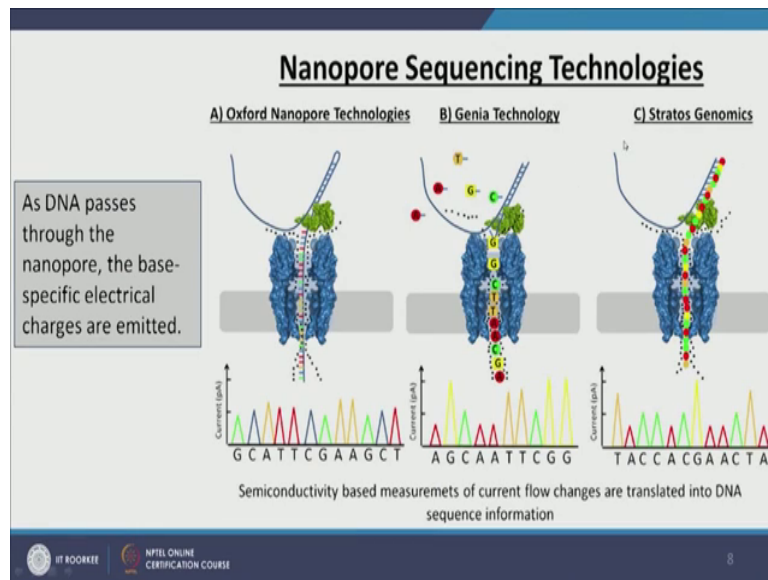 Nanopore Sequencing Technologies
A) Oxford Nanopore Technologies
B) Genia Technology
C) Stratos Genomics
As DNA passes
through the
nanopore, the base-
specific electrical
charges are emitted.
T
G
C
G
G
C
T
T
C
G
Current (pA)
G C A T T C G A A G C T
Current (pA)
A G C A A T T C G G
Current (pA)
T A C C A C G A A C T A
Semiconductivity based measuremets of current flow changes are translated into DNA
sequence information
IIT ROORKEE
NPTEL ONLINE
CERTIFICATION COURSE
8